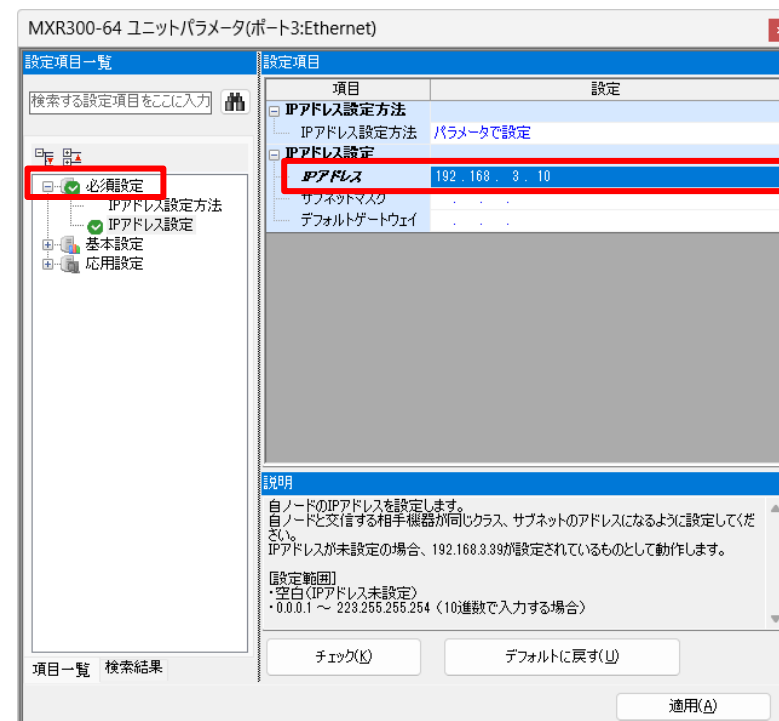 MXR300-64 ユニットパラメータ(ポート3:Ethernet)
設定項目一覧
検索する設定項目をここに入力
必須設定
IPアドレス設定方法
IPアドレス設定
基本設定
応用設定
項目一覧 検索結果
設定項目
項目 設定
IPアドレス設定方法
IPアドレス設定方法 パラメータで設定
IPアドレス設定
IPアドレス 192 . 168 . 3 . 10
サブネットマスク . . .
デフォルトゲートウェイ . . .
説明
自ノードのIPアドレスを設定します。
自ノードと交信する相手機器が同じクラス、サブネットのアドレスになるように設定してくだ
さい。
IPアドレスが未設定の場合、192.168.3.39が設定されているものとして動作します。
[設定範囲]
・空白(IPアドレス未設定)
・0.0.0.1 ～ 223.255.255.254 (10進数で入力する場合)
チェック(K) デフォルトに戻す(U)
適用(A)